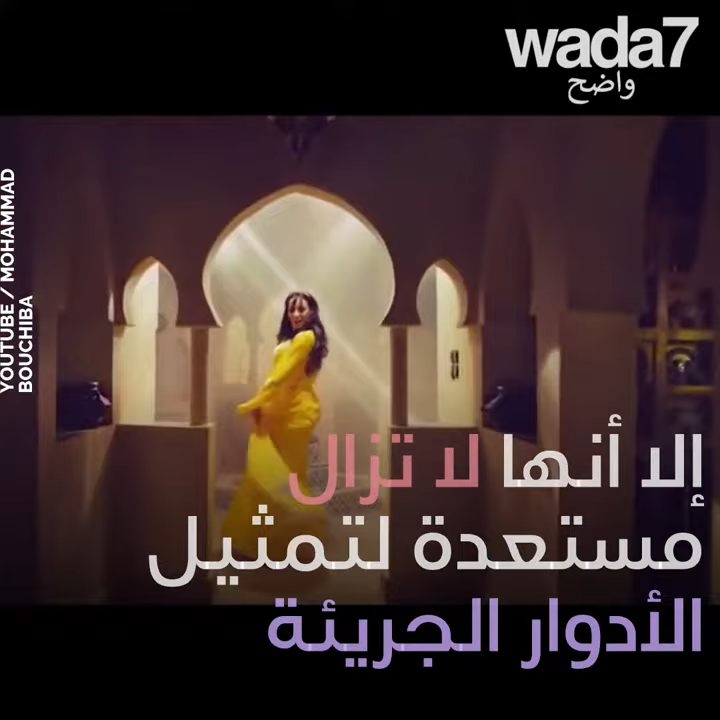 wada7
واضح
YOUTUBE / MOHAMMAD
BOUCHIBA
إلا أنها لا تزال
مستعدة لتمثيل
الأدوار الجريئة